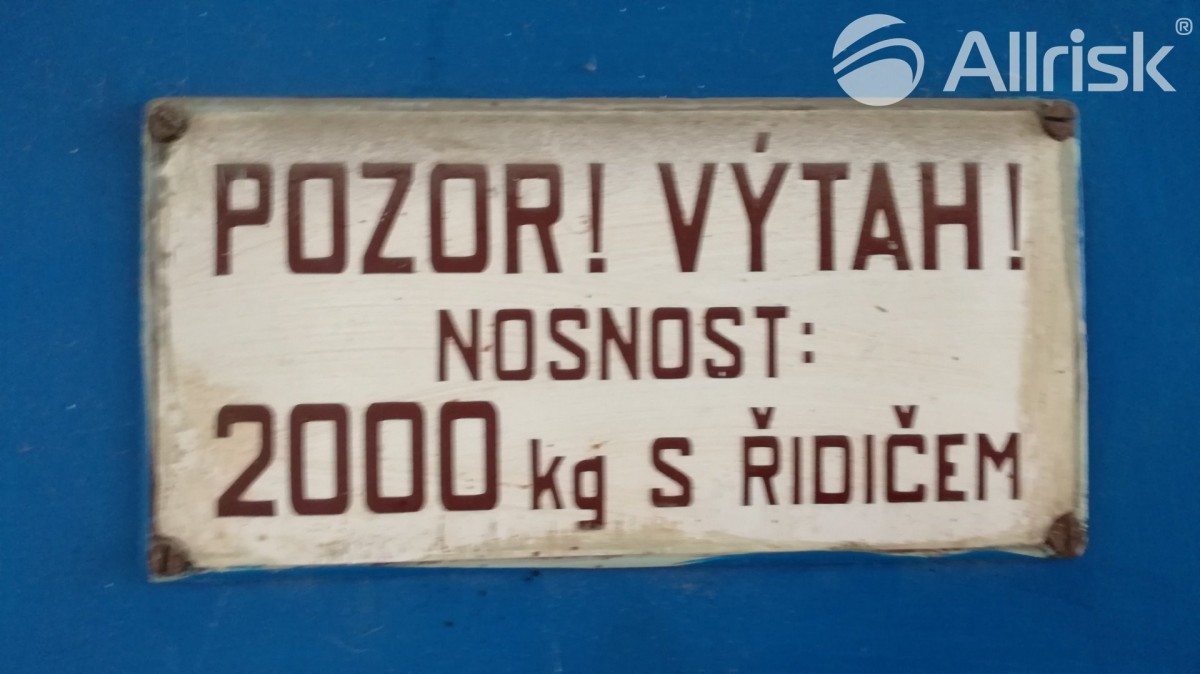 Allrisk®
POZOR! VÝTAH!
NOSNOST:
2000 kg S ŘIDIČEM